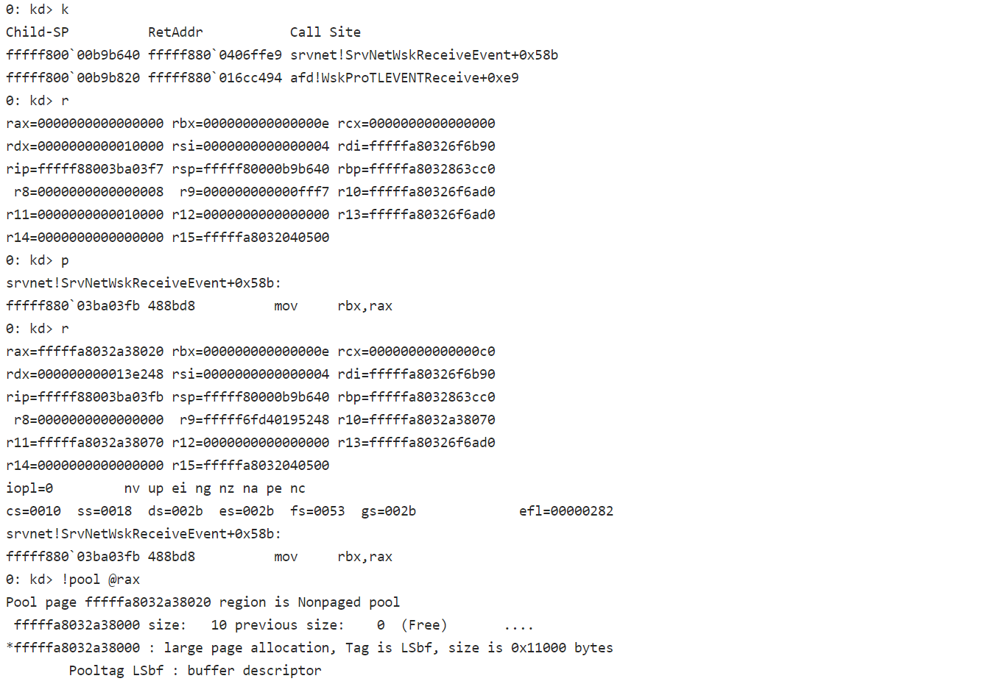 0: kd> k
Child-SP          RetAddr           Call Site
fffff800`00b9b640 fffff880`0406ffe9 srvnet!SrvNetWskReceiveEvent+0x58b
fffff800`00b9b820 fffff880`016cc494 afd!WskProTLEVENTReceive+0xe9
0: kd> r
rax=0000000000000000 rbx=000000000000000e rcx=0000000000000000
rdx=0000000000010000 rsi=0000000000000004 rdi=fffffa80326f6b90
rip=fffff88003ba03f7 rsp=fffff80000b9b640 rbp=fffffa8032863cc0
 r8=0000000000000008  r9=000000000000fff7 r10=fffffa80326f6ad0
r11=0000000000010000 r12=0000000000000000 r13=fffffa80326f6ad0
r14=0000000000000000 r15=fffffa8032040500
0: kd> p
srvnet!SrvNetWskReceiveEvent+0x58b:
fffff880`03ba03fb 488bd8          mov     rbx,rax
0: kd> r
rax=fffffa8032a38020 rbx=000000000000000e rcx=00000000000000c0
rdx=000000000013e248 rsi=0000000000000004 rdi=fffffa80326f6b90
rip=fffff88003ba03fb rsp=fffff80000b9b640 rbp=fffffa8032863cc0
 r8=0000000000000000  r9=fffff6fd40195248 r10=fffffa8032a38070
r11=fffffa8032a38070 r12=0000000000000000 r13=fffffa80326f6ad0
r14=0000000000000000 r15=fffffa8032040500
iopl=0         nv up ei ng nz na pe nc
cs=0010  ss=0018  ds=002b  es=002b  fs=0053  gs=002b             efl=00000282
srvnet!SrvNetWskReceiveEvent+0x58b:
fffff880`03ba03fb 488bd8          mov     rbx,rax
0: kd> !pool @rax
Pool page fffffa8032a38020 region is Nonpaged pool
 fffffa8032a38000 size:   10 previous size:    0  (Free)       ....
*fffffa8032a38000 : large page allocation, Tag is LSbf, size is 0x11000 bytes
        Pooltag LSbf : buffer descriptor